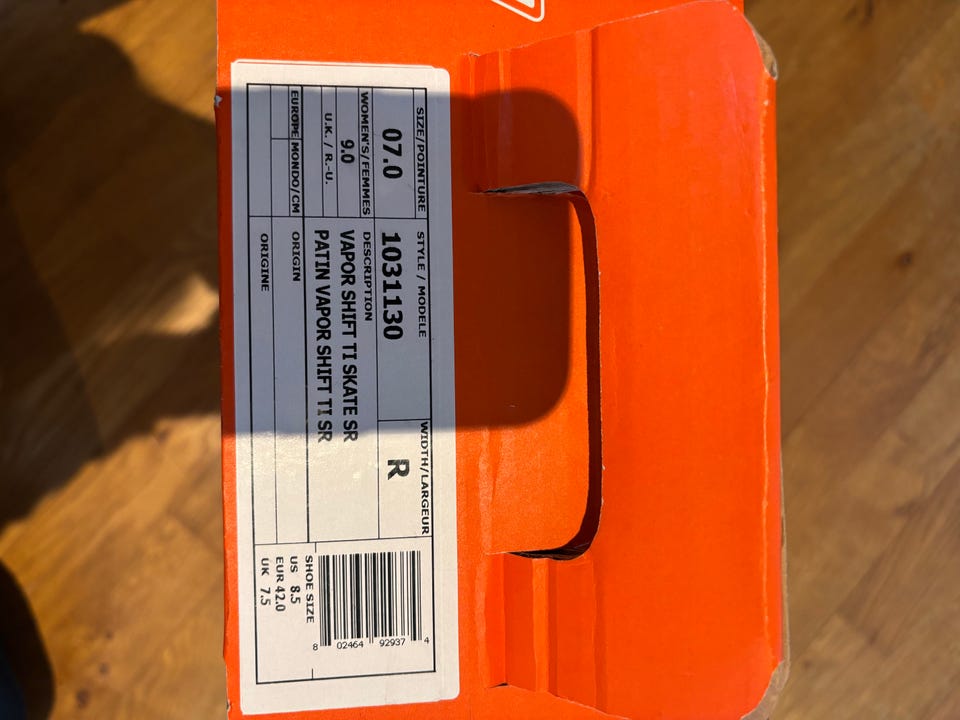 SIZE/POINTURE
07.0
WOMEN'S/FEMMES
9.0
U.K. / R.-U.
EUROPE MONDO/CM
STYLE / MODELE
1031130
WIDTH/LARGEUR
R
DESCRIPTION
VAPOR SHIFT TI SKATE SR
PATIN VAPOR SHIFT TI SR
ORIGIN
ORIGINE
8 02464 92937 4
SHOE SIZE
US 8.5
EUR 42.0
UK 7.5